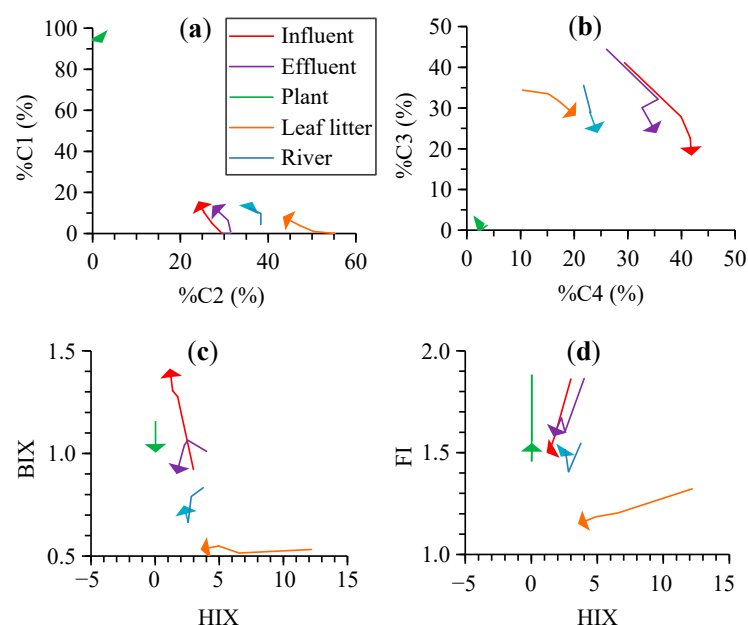 (a)
%C1 (%)
100
80
60
40
20
0
0
20
40
60
%C2 (%)
Influent
Effluent
Plant
Leaf litter
River
(b)
%C3 (%)
50
40
30
20
10
0
0
10
20
30
40
50
%C4 (%)
(c)
BIX
1.5
1.0
0.5
−5
0
5
10
15
HIX
(d)
FI
2.0
1.5
1.0
−5
0
5
10
15
HIX